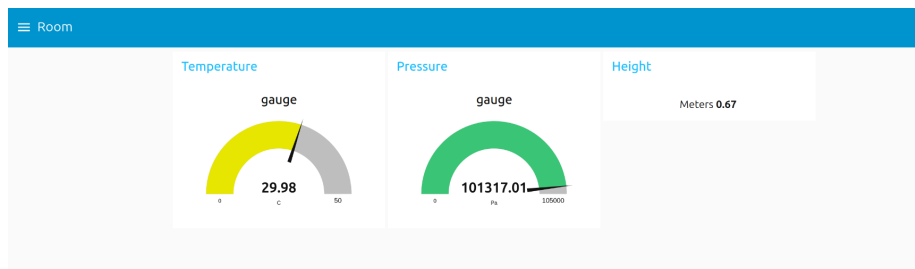 Room
Temperature
gauge
29.98
0
C
50
Pressure
gauge
101317.01
0
Pa
105000
Height
Meters 0.67